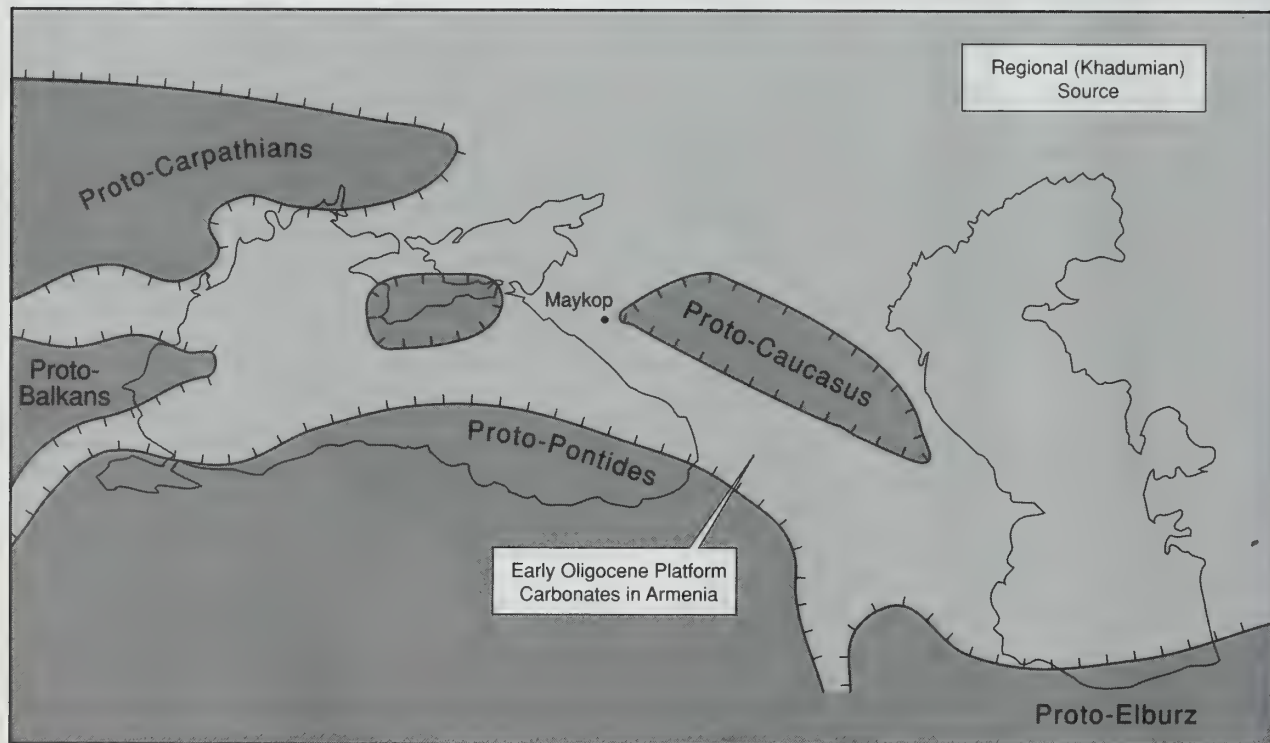 Regional (Khadumian)
Source
Proto-Carpathians
Maykop
Proto-Caucasus
Proto-
Balkans
Proto-Pontides
Early Oligocene Platform
Carbonates in Armenia
Proto-Elburz